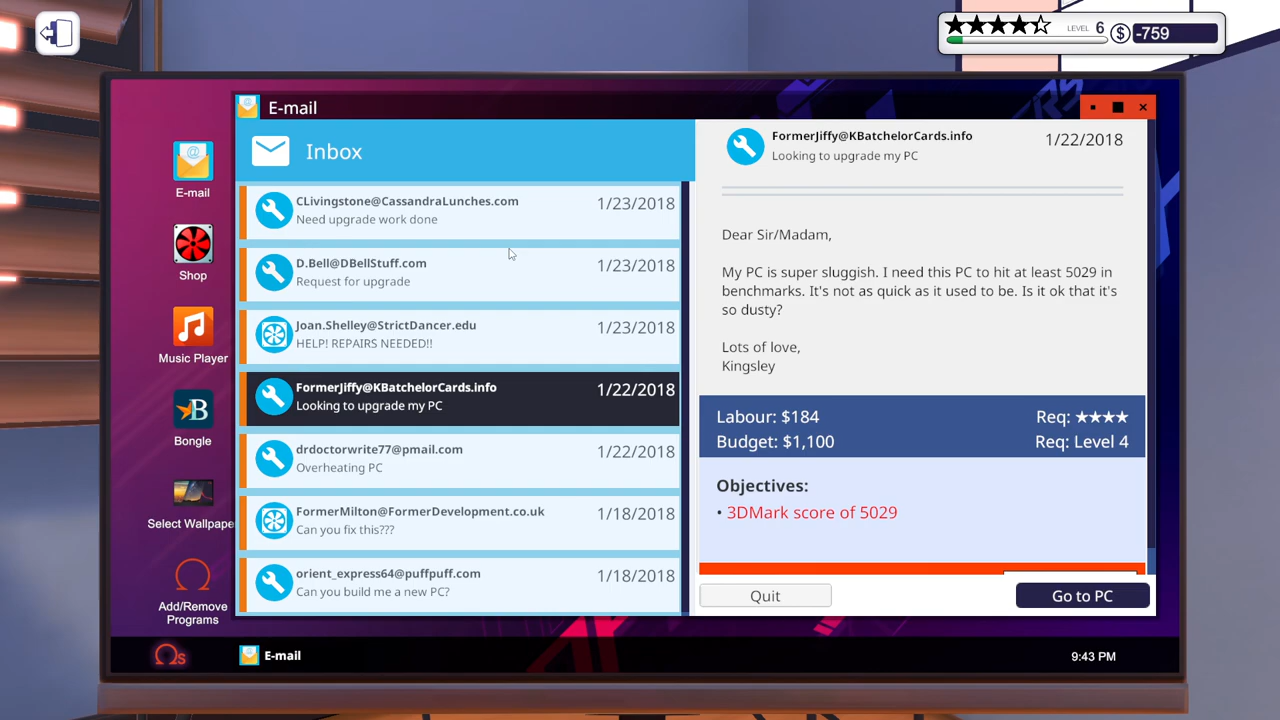 LEVEL 6
$ -759
E-mail
Inbox
CLivingstone@CassandraLunches.com 1/23/2018
Need upgrade work done
D.Bell@DBellStuff.com 1/23/2018
Request for upgrade
Joan.Shelley@StrictDancer.edu 1/23/2018
HELP! REPAIRS NEEDED!!
FormerJiffy@KBatchelorCards.info 1/22/2018
Looking to upgrade my PC
drdoctorwrite77@pmail.com 1/22/2018
Overheating PC
FormerMilton@FormerDevelopment.co.uk 1/18/2018
Can you fix this???
orient_express64@puffpuff.com 1/18/2018
Can you build me a new PC?
FormerJiffy@KBatchelorCards.info 1/22/2018
Looking to upgrade my PC
Dear Sir/Madam,
My PC is super sluggish. I need this PC to hit at least 5029 in
benchmarks. It's not as quick as it used to be. Is it ok that it's
so dusty?
Lots of love,
Kingsley
Labour: $184 Req: ★★★★
Budget: $1,100 Req: Level 4
Objectives:
• 3DMark score of 5029
Quit Go to PC
E-mail
Shop
Music Player
B
Bongle
Select Wallpape
Add/Remove
Programs
Ωs E-mail 9:43 PM